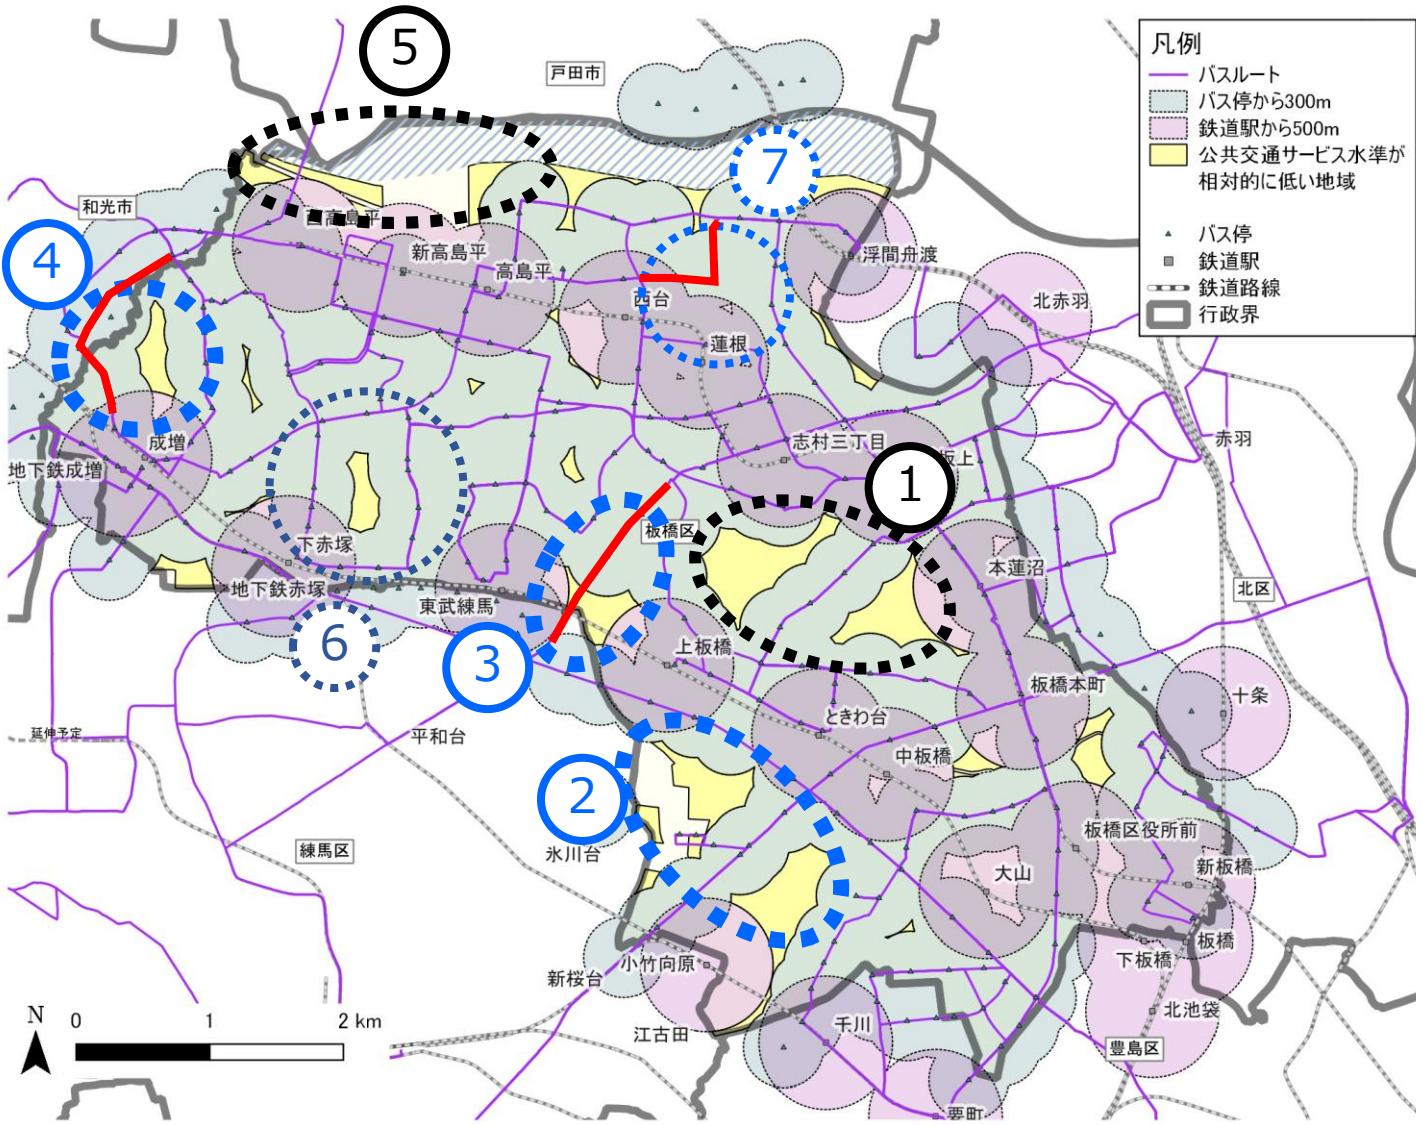 5
戸田市
凡例
バスルート
バス停から300m
鉄道駅から500m
公共交通サービス水準が
相対的に低い地域
バス停
鉄道駅
鉄道路線
行政界
7
和光市
西高島平
4
新高島平
高島平
浮間舟渡
西台
北赤羽
蓮根
成増
志村三丁目
坂上
赤羽
地下鉄成増
1
板橋区
下赤塚
本蓮沼
地下鉄赤塚
東武練馬
北区
6
3
上板橋
板橋本町
十条
ときわ台
延伸予定
平和台
中板橋
2
板橋区役所前
練馬区
氷川台
新板橋
大山
板橋
下板橋
小竹向原
新桜台
北池袋
江古田
千川
豊島区
N
0 1 2 km
要町